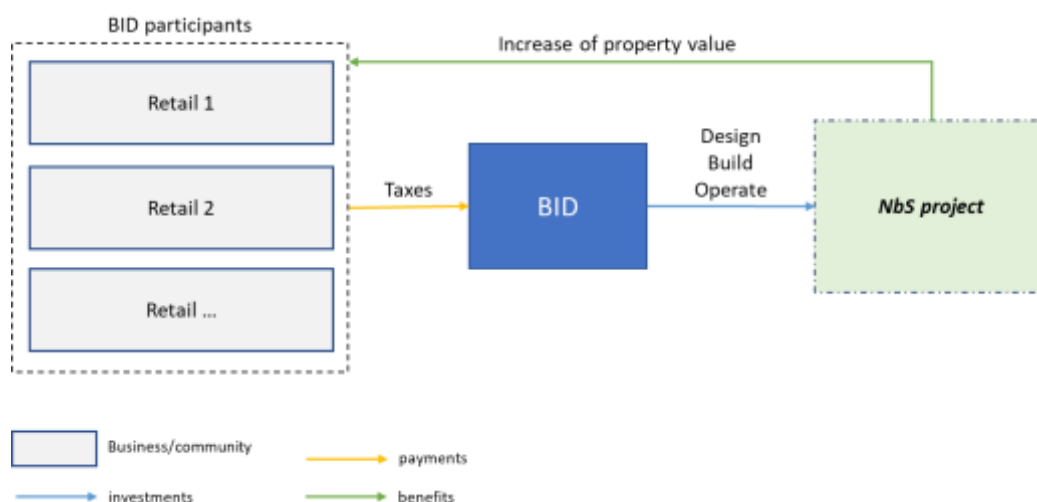 BID participants
Increase of property value
Retail 1
Design
Build
Operate
Taxes
Retail 2
BID
NbS project
Retail ...
Business/community
payments
investments
benefits